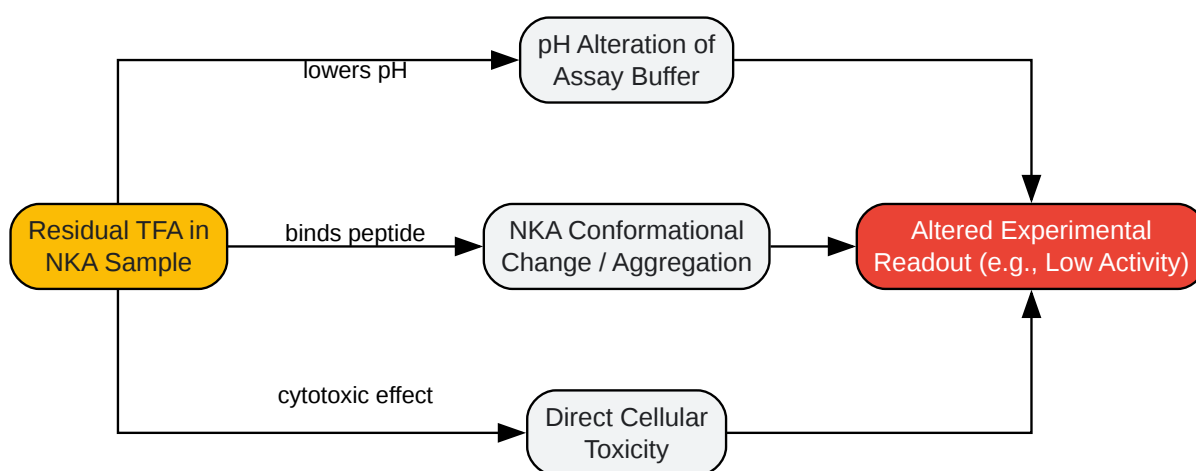 pH Alteration of
Assay Buffer
lowers pH
Residual TFA in
NKA Sample
binds peptide
NKA Conformational
Change / Aggregation
Altered Experimental
Readout (e.g., Low Activity)
cytotoxic effect
Direct Cellular
Toxicity